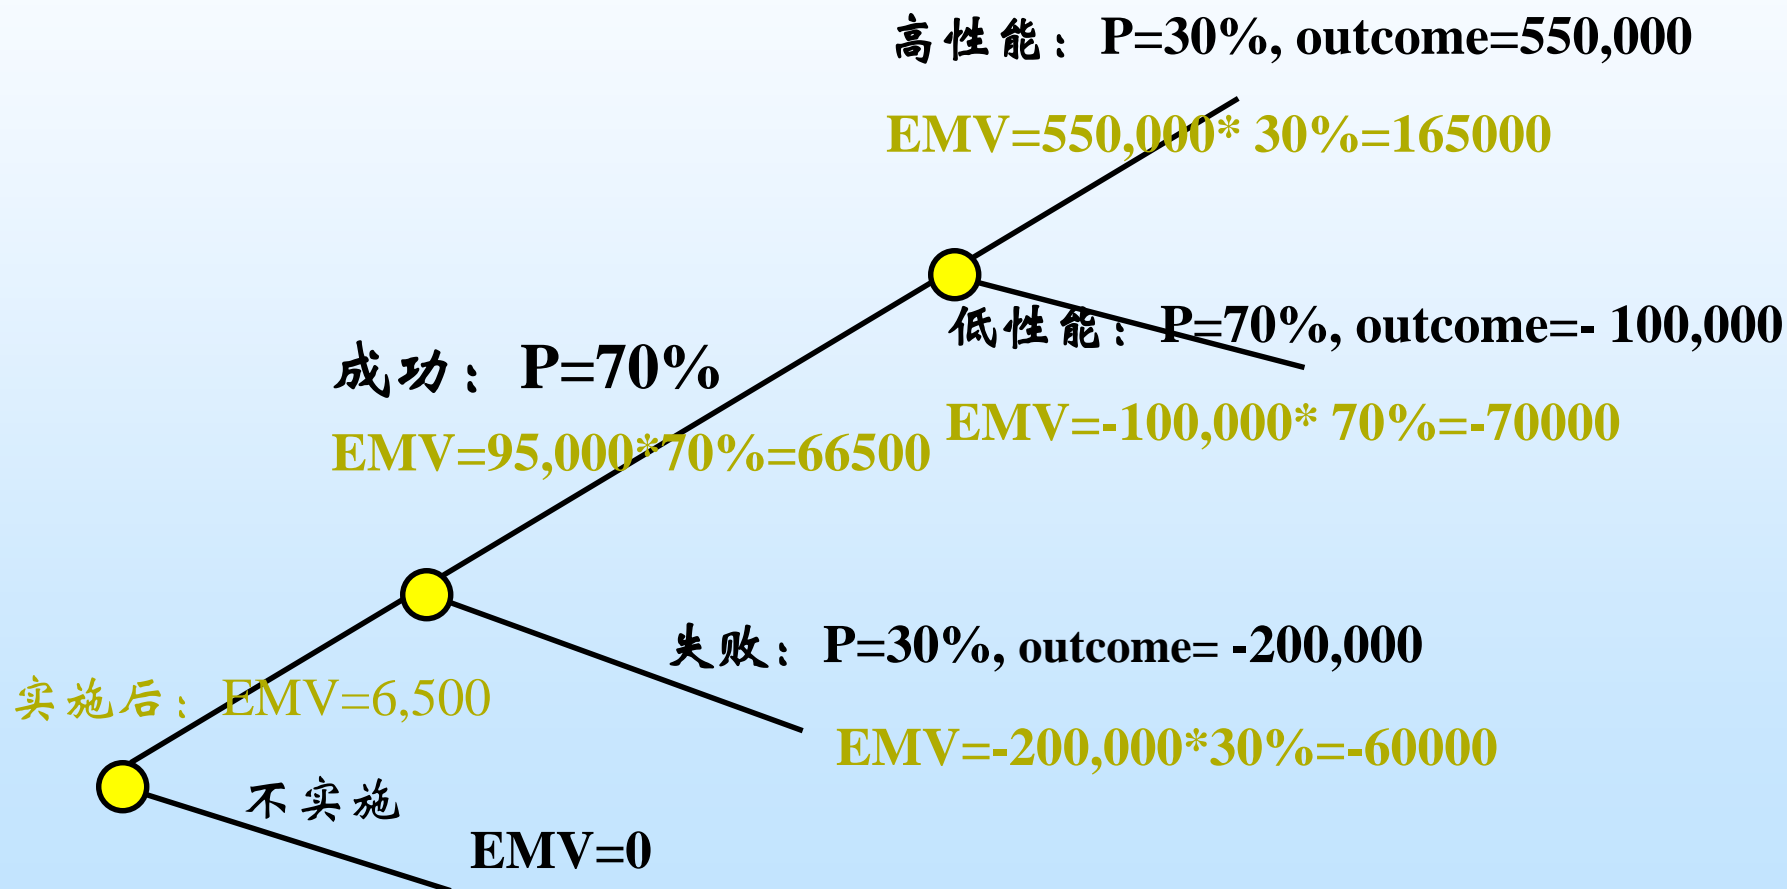 高性能：P=30%, outcome=550,000
EMV=550,000* 30%=165000
低性能：P=70%, outcome=- 100,000
成功：P=70%
EMV=-100,000* 70%=-70000
EMV=95,000*70%=66500
失败：P=30%, outcome= -200,000
实施后：EMV=6,500
EMV=-200,000*30%=-60000
不实施
EMV=0